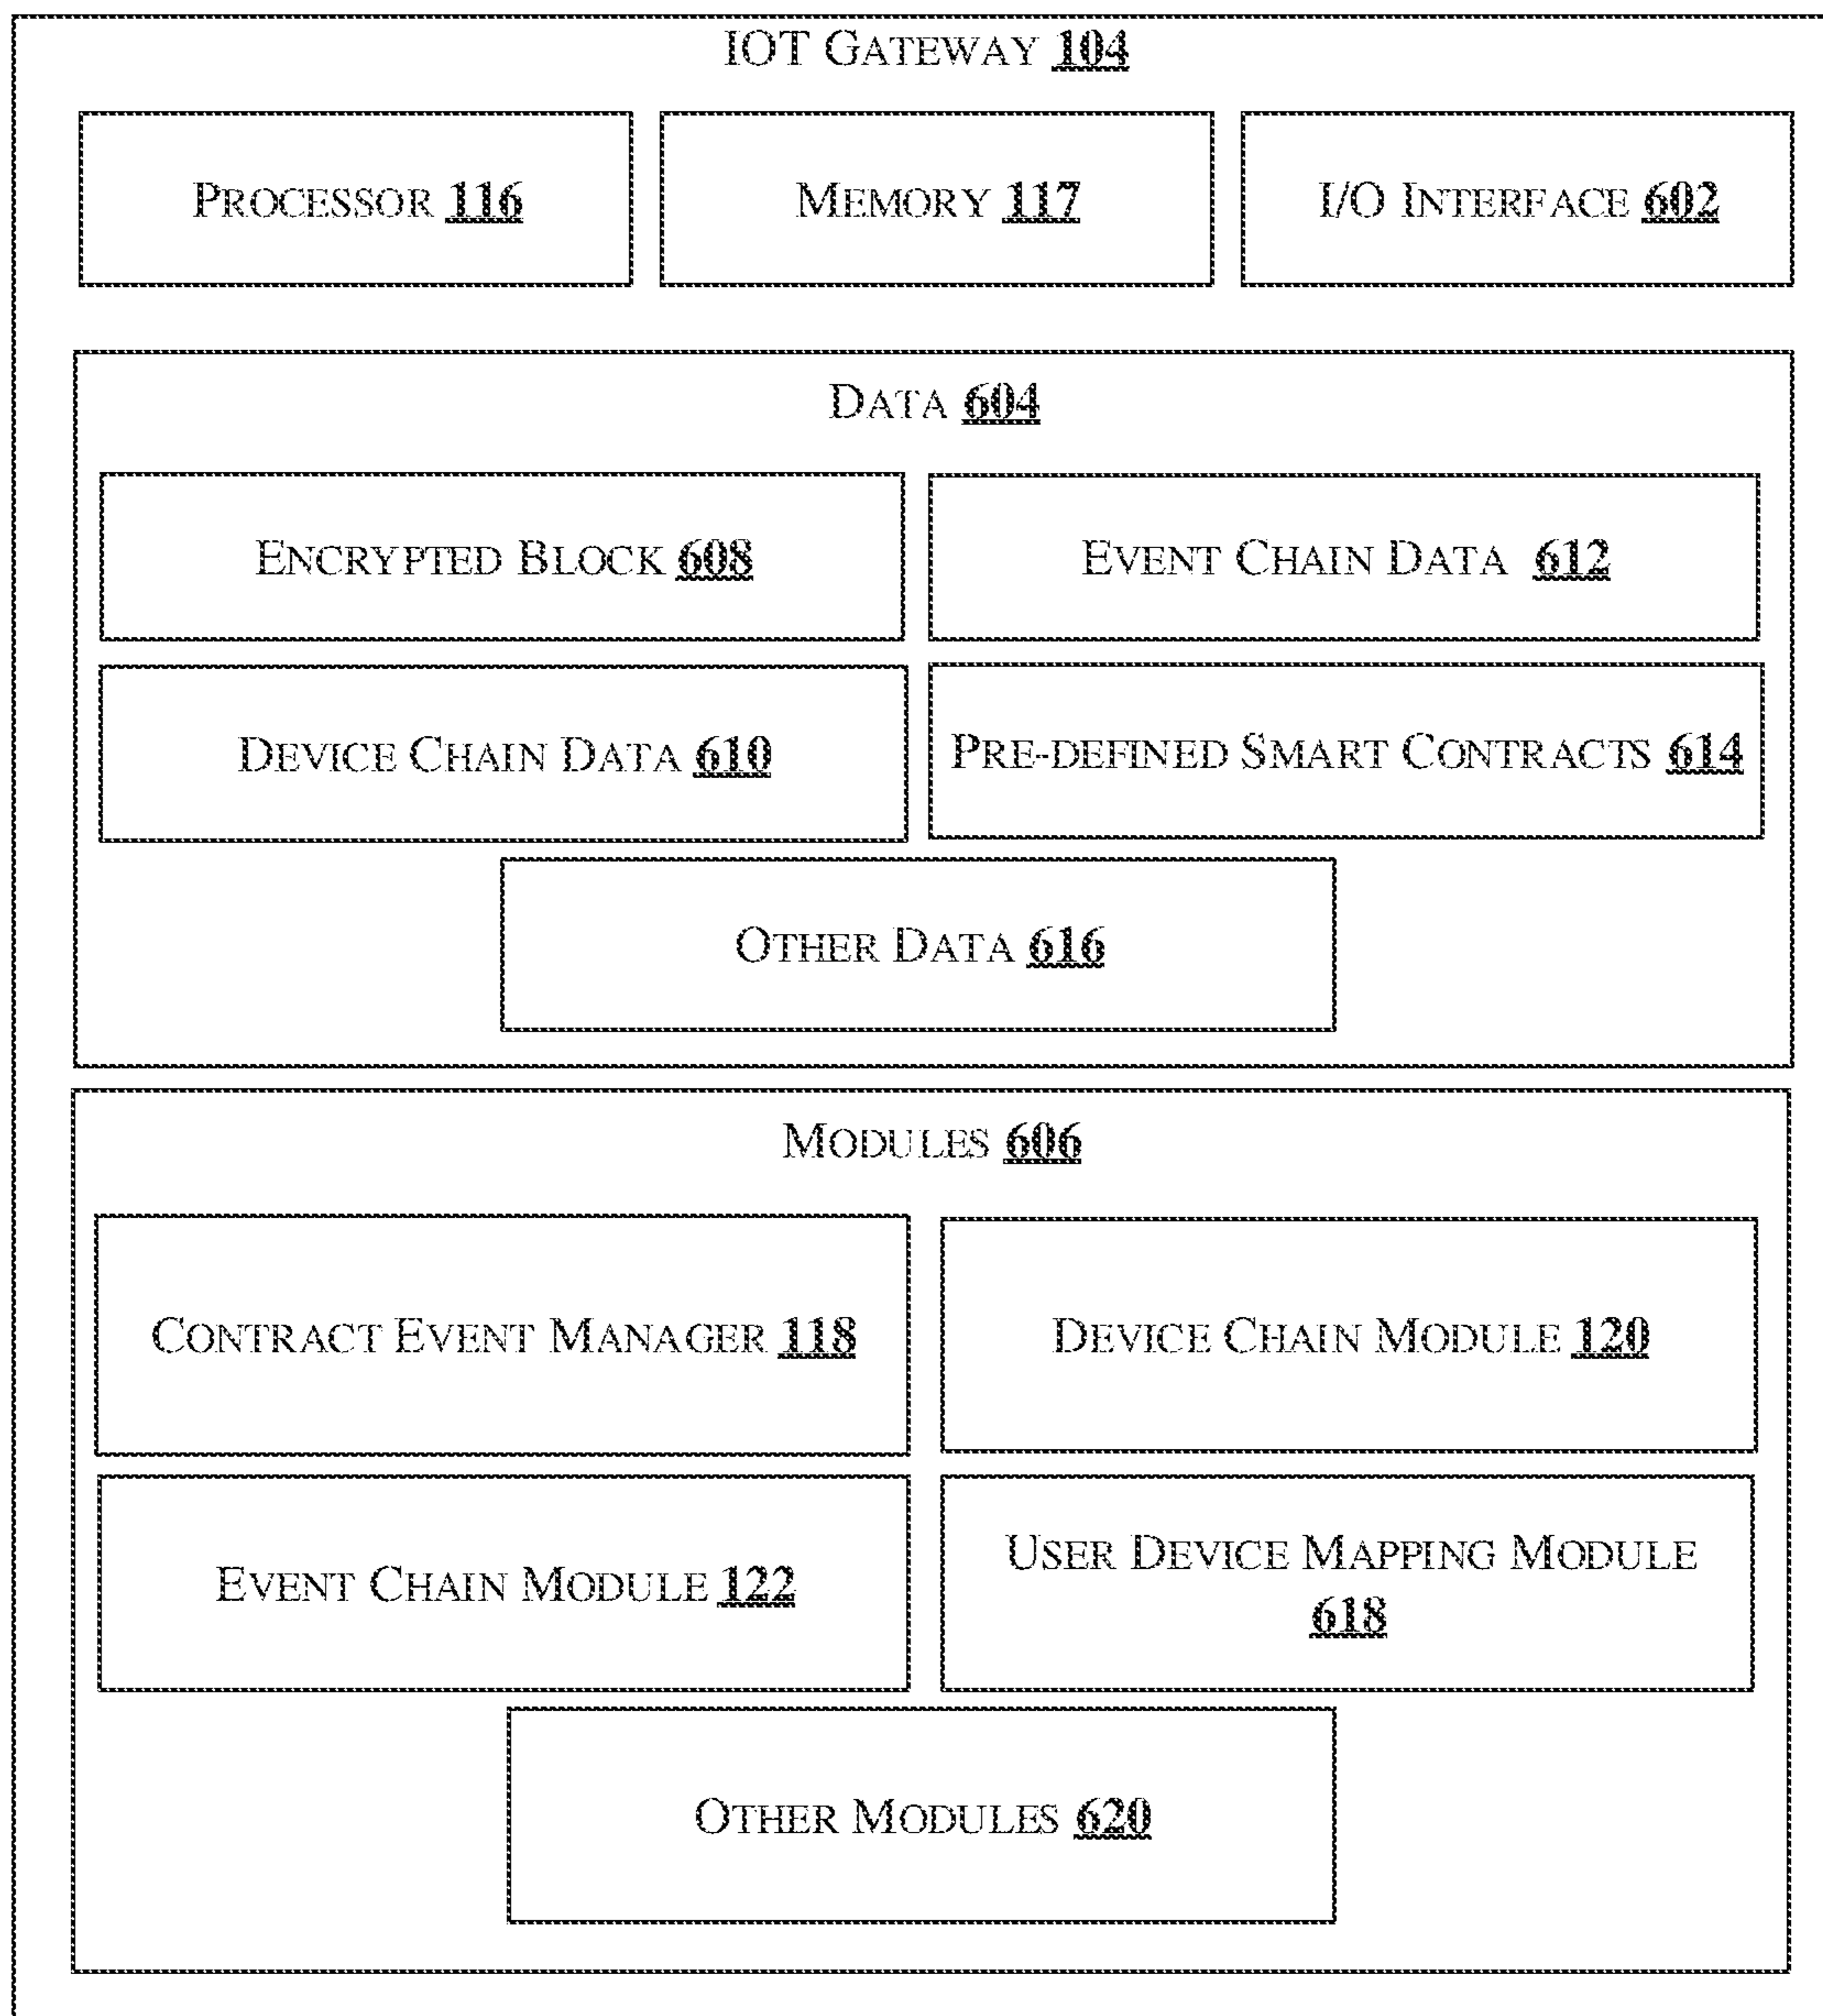 IOT GATEWAY 104
PROCESSOR 116
MEMORY 117
I/O INTERFACE 602
DATA 604
ENCRYPTED BLOCK 608
EVENT CHAIN DATA 612
DEVICE CHAIN DATA 610
PRE-DEFINED SMART CONTRACTS 614
OTHER DATA 616
MODULES 606
CONTRACT EVENT MANAGER 118
DEVICE CHAIN MODULE 120
EVENT CHAIN MODULE 122
USER DEVICE MAPPING MODULE
618
OTHER MODULES 620